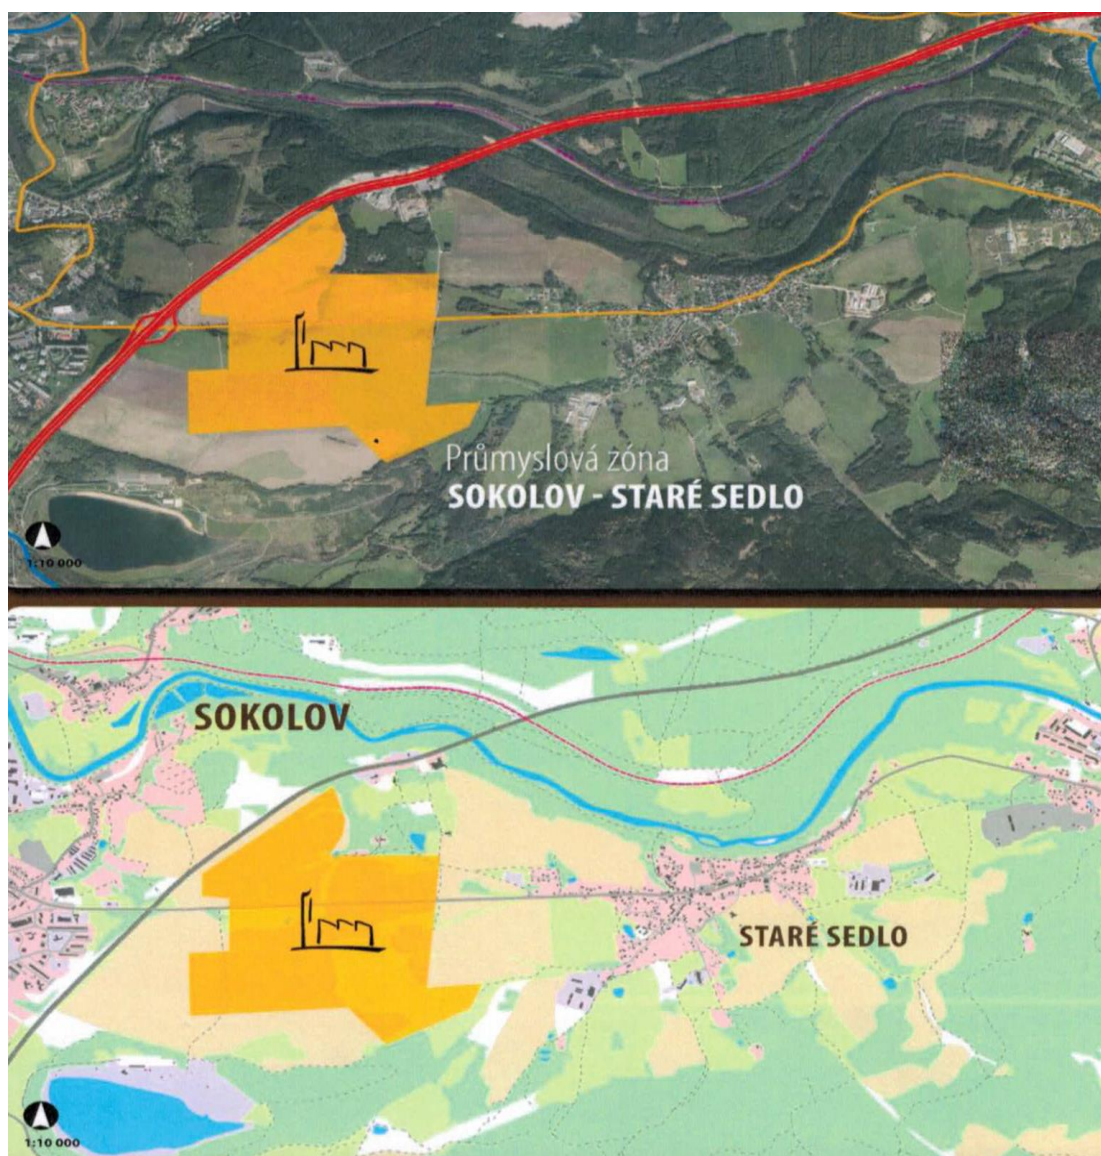 Průmyslová zóna
SOKOLOV - STARÉ SEDLO
1:10 000
SOKOLOV
STARÉ SEDLO
1:10 000